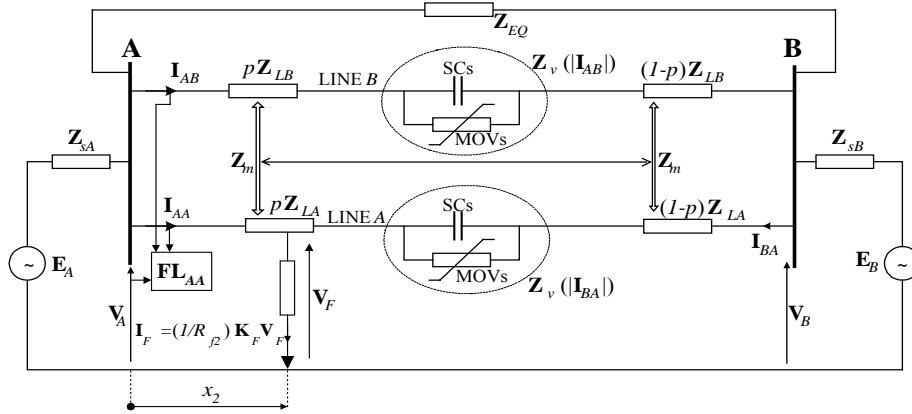 Z_EQ
A
B
I_AB
pZ_LB
LINE B
SCs
MOVs
Z_v (|I_AB|)
(1-p) Z_LB
Z_sA
Z_m
Z_m
Z_sB
I_AA
pZ_LA
LINE A
SCs
MOVs
Z_v (|I_BA|)
(1-p) Z_LA
I_BA
FL_AA
E_A
E_B
V_A
V_F
V_B
I_F =(1/R_f2) K_F V_F
x_2